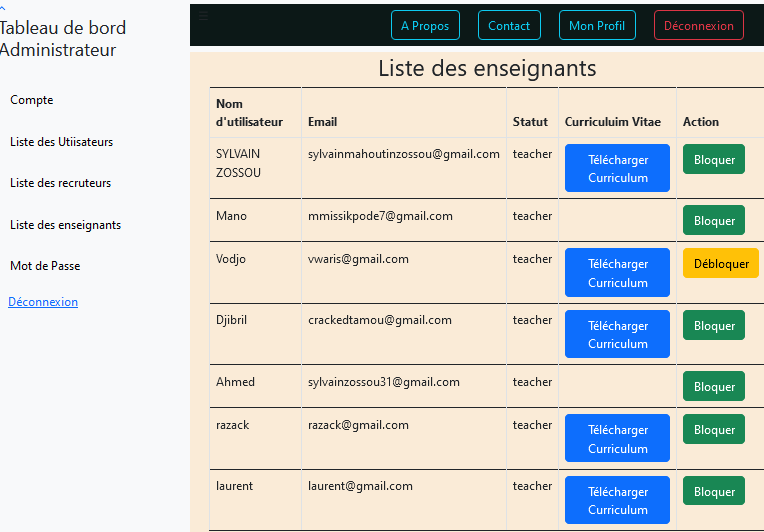 Tableau de bord
Administrateur
Compte
Liste des Utiisateurs
Liste des recruteurs
Liste des enseignants
Mot de Passe
Déconnexion
A Propos Contact Mon Profil Déconnexion
Liste des enseignants
Nom
d'utilisateur Email Statut Curriculuim Vitae Action
SYLVAIN sylvainmahoutinzossou@gmail.com teacher Télécharger Bloquer
ZOSSOU Curriculum
Mano mmissikpode7@gmail.com teacher Bloquer
Vodjo vwaris@gmail.com teacher Télécharger Débloquer
Curriculum
Djibril crackedtamou@gmail.com teacher Télécharger Bloquer
Curriculum
Ahmed sylvainzossou31@gmail.com teacher Bloquer
razack razack@gmail.com teacher Télécharger Bloquer
Curriculum
laurent laurent@gmail.com teacher Télécharger Bloquer
Curriculum